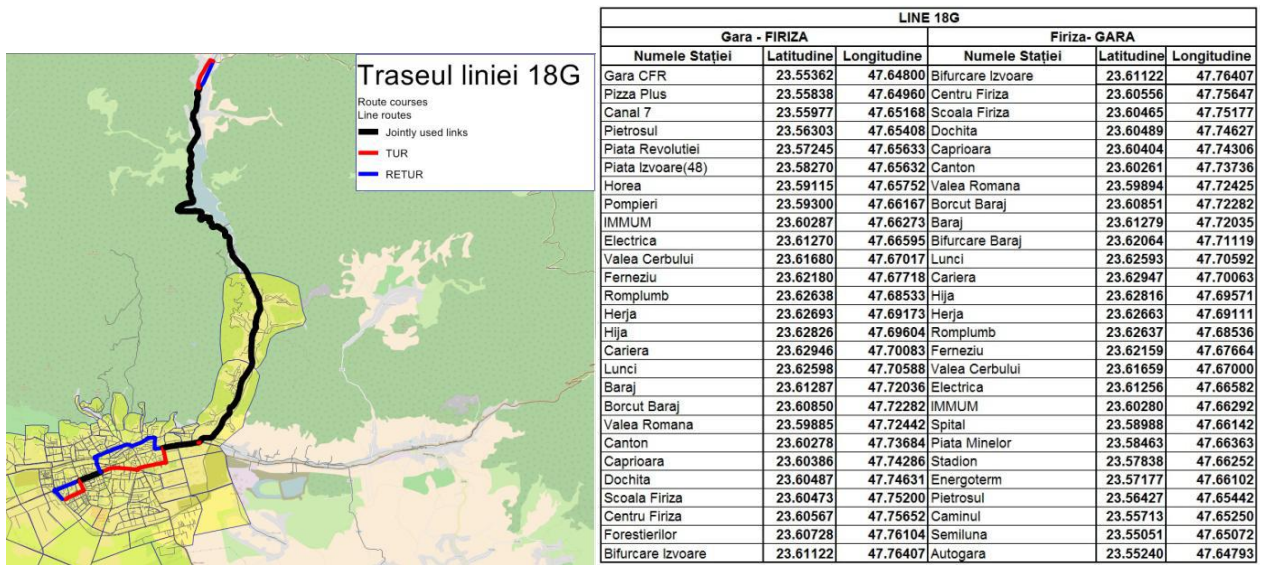 Traseul liniei 18G
Route courses
Line routes
Jointly used links
TUR
RETUR
LINE 18G
Gara - FIRIZA Firiza- GARA
Numele Stației Latitudine Longitudine Numele Stației Latitudine Longitudine
Gara CFR 23.55362 47.64800 Bifurcare Izvoare 23.61122 47.76407
Pizza Plus 23.55838 47.64960 Centru Firiza 23.60556 47.75647
Canal 7 23.55977 47.65168 Scoala Firiza 23.60465 47.75177
Pietrosul 23.56303 47.65408 Dochita 23.60489 47.74627
Piata Revolutiei 23.57245 47.65633 Caprioara 23.60404 47.74306
Piata Izvoare(48) 23.58270 47.65632 Canton 23.60261 47.73736
Horea 23.59115 47.65752 Valea Romana 23.59894 47.72425
Pompieri 23.59300 47.66167 Borcut Baraj 23.60851 47.72282
IMMUM 23.60287 47.66273 Baraj 23.61279 47.72035
Electrica 23.61270 47.66595 Bifurcare Baraj 23.62064 47.71119
Valea Cerbului 23.61680 47.67017 Lunci 23.62593 47.70592
Ferneziu 23.62180 47.67718 Cariera 23.62947 47.70063
Romplumb 23.62638 47.68533 Hija 23.62816 47.69571
Herja 23.62693 47.69173 Herja 23.62663 47.69111
Hija 23.62826 47.69604 Romplumb 23.62637 47.68536
Cariera 23.62946 47.70083 Ferneziu 23.62159 47.67664
Lunci 23.62598 47.70588 Valea Cerbului 23.61659 47.67000
Baraj 23.61287 47.72036 Electrica 23.61256 47.66582
Borcut Baraj 23.60850 47.72282 IMMUM 23.60280 47.66292
Valea Romana 23.59885 47.72442 Spital 23.58988 47.66142
Canton 23.60278 47.73684 Piata Minelor 23.58463 47.66363
Caprioara 23.60386 47.74286 Stadion 23.57838 47.66252
Dochita 23.60487 47.74631 Energoterm 23.57177 47.66102
Scoala Firiza 23.60473 47.75200 Pietrosul 23.56427 47.65442
Centru Firiza 23.60567 47.75652 Caminul 23.55713 47.65250
Forestierilor 23.60728 47.76104 Semiluna 23.55051 47.65072
Bifurcare Izvoare 23.61122 47.76407 Autogara 23.55240 47.64793